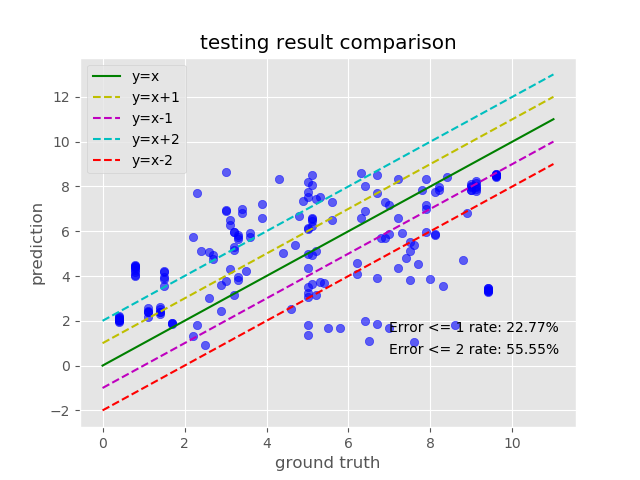 testing result comparison
y=x
y=x+1
y=x-1
y=x+2
y=x-2
12
10
8
6
4
2
0
−2
prediction
Error <= 1 rate: 22.77%
Error <= 2 rate: 55.55%
0 2 4 6 8 10
ground truth